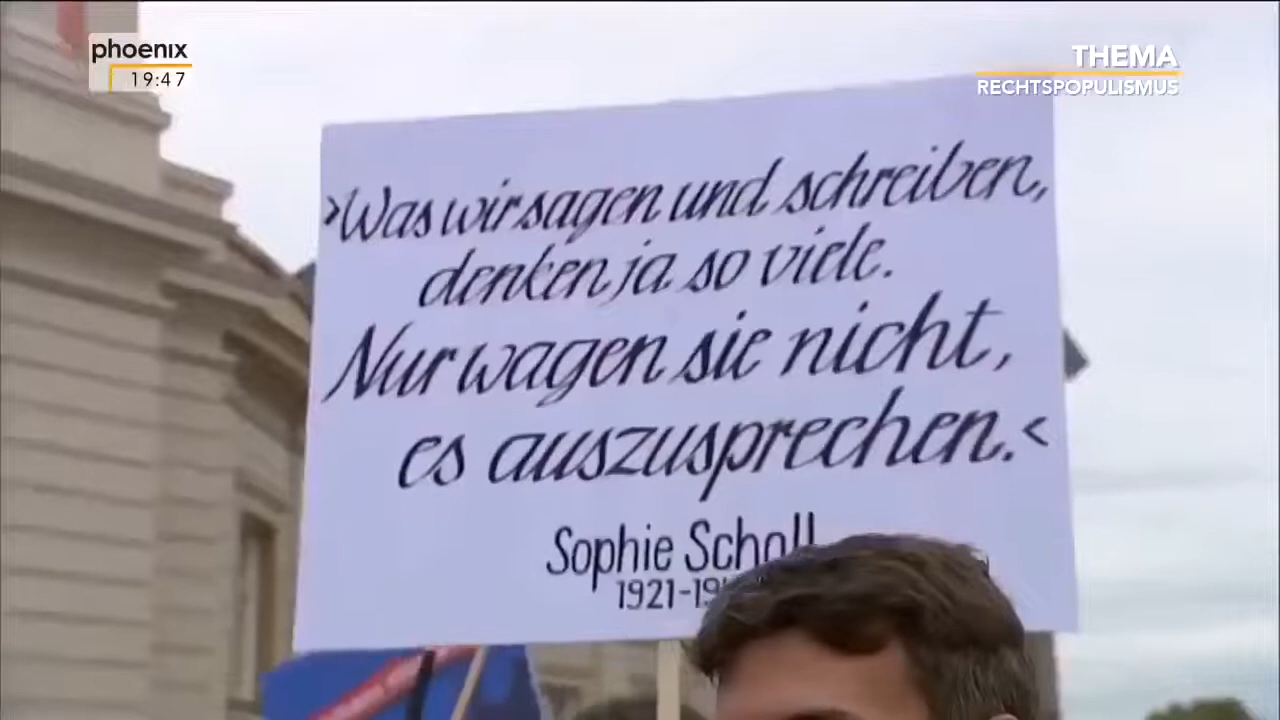 phoenix
19:47
THEMA
RECHTSPOPULISMUS
›Was wir sagen und schreiben,
denken ja so viele.
Nur wagen sie nicht,
es auszusprechen.‹
Sophie Scholl
1921-19